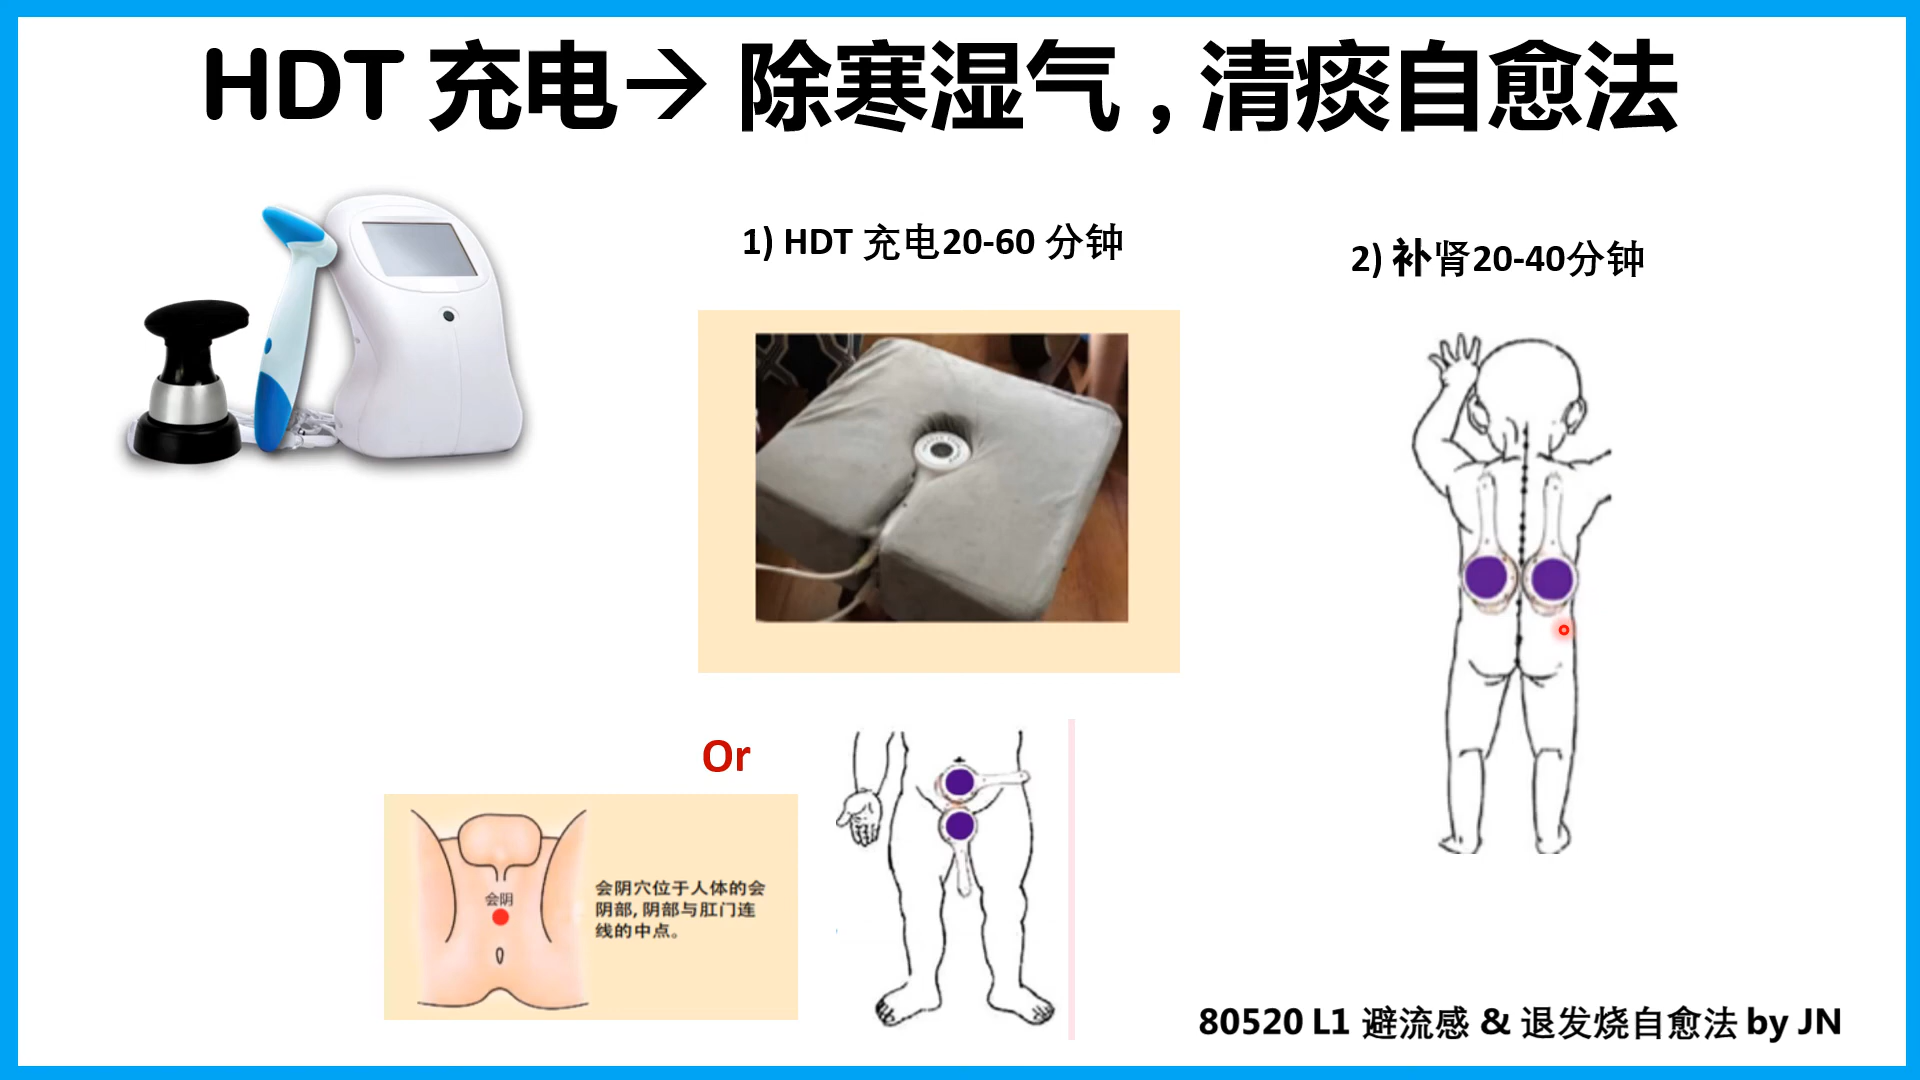 HDT 充电→ 除寒湿气 , 清痰自愈法
1) HDT 充电20-60 分钟
2) 补肾20-40分钟
Or
会阴
会阴穴位于人体的会
阴部, 阴部与肛门连
线的中点。
80520 L1 避流感 & 退发烧自愈法 by JN